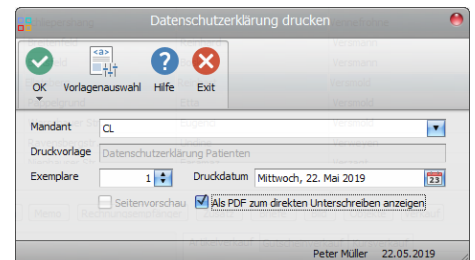 Datenschutzerklärung drucken
<a>
OK Vorlagenauswahl Hilfe Exit
Mandant CL
Druckvorlage Datenschutzerklärung Patienten
Exemplare 1 Druckdatum Mittwoch, 22. Mai 2019 23
Seitenvorschau Als PDF zum direkten Unterschreiben anzeigen
Peter Müller 22.05.2019